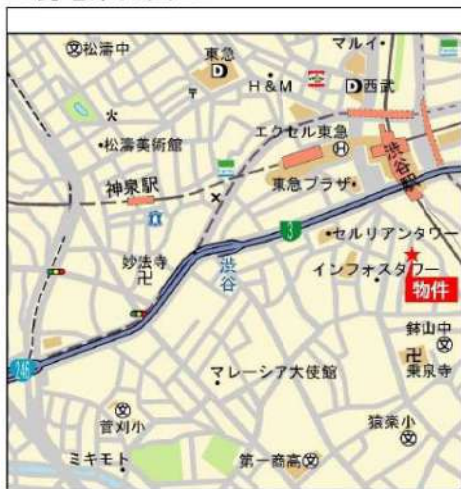 松濤中
東急
マルイ
H&M
西武
松濤美術館
エクセル東急
渋谷駅
神泉駅
東急プラザ
3
セルリアンタワー
妙法寺
渋谷
インフォスタワー
物件
鉢山中
246
乗泉寺
マレーシア大使館
菅刈小
猿楽小
ミキモト
第一商高